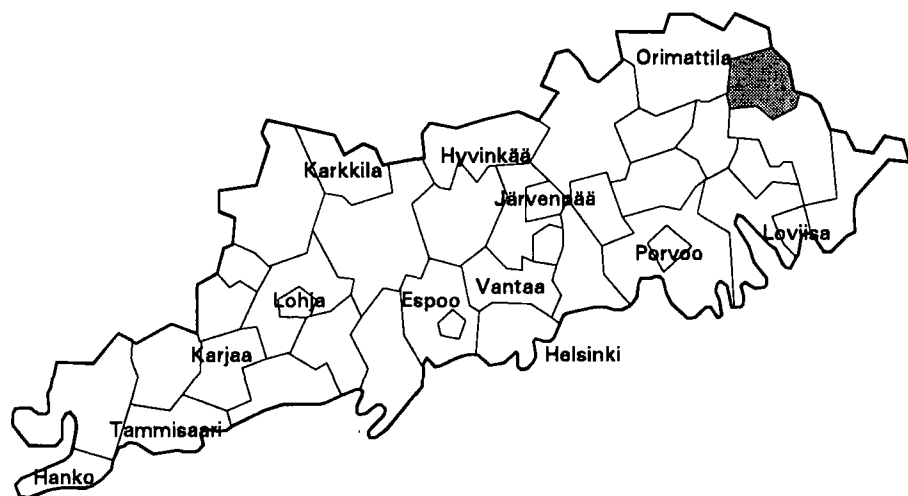 Orimattila
Karkkila
Hyvinkää
Järvenpää
Loviisa
Porvoo
Lohja
Espoo
Vantaa
Karjaa
Helsinki
Tammisaari
Hanko